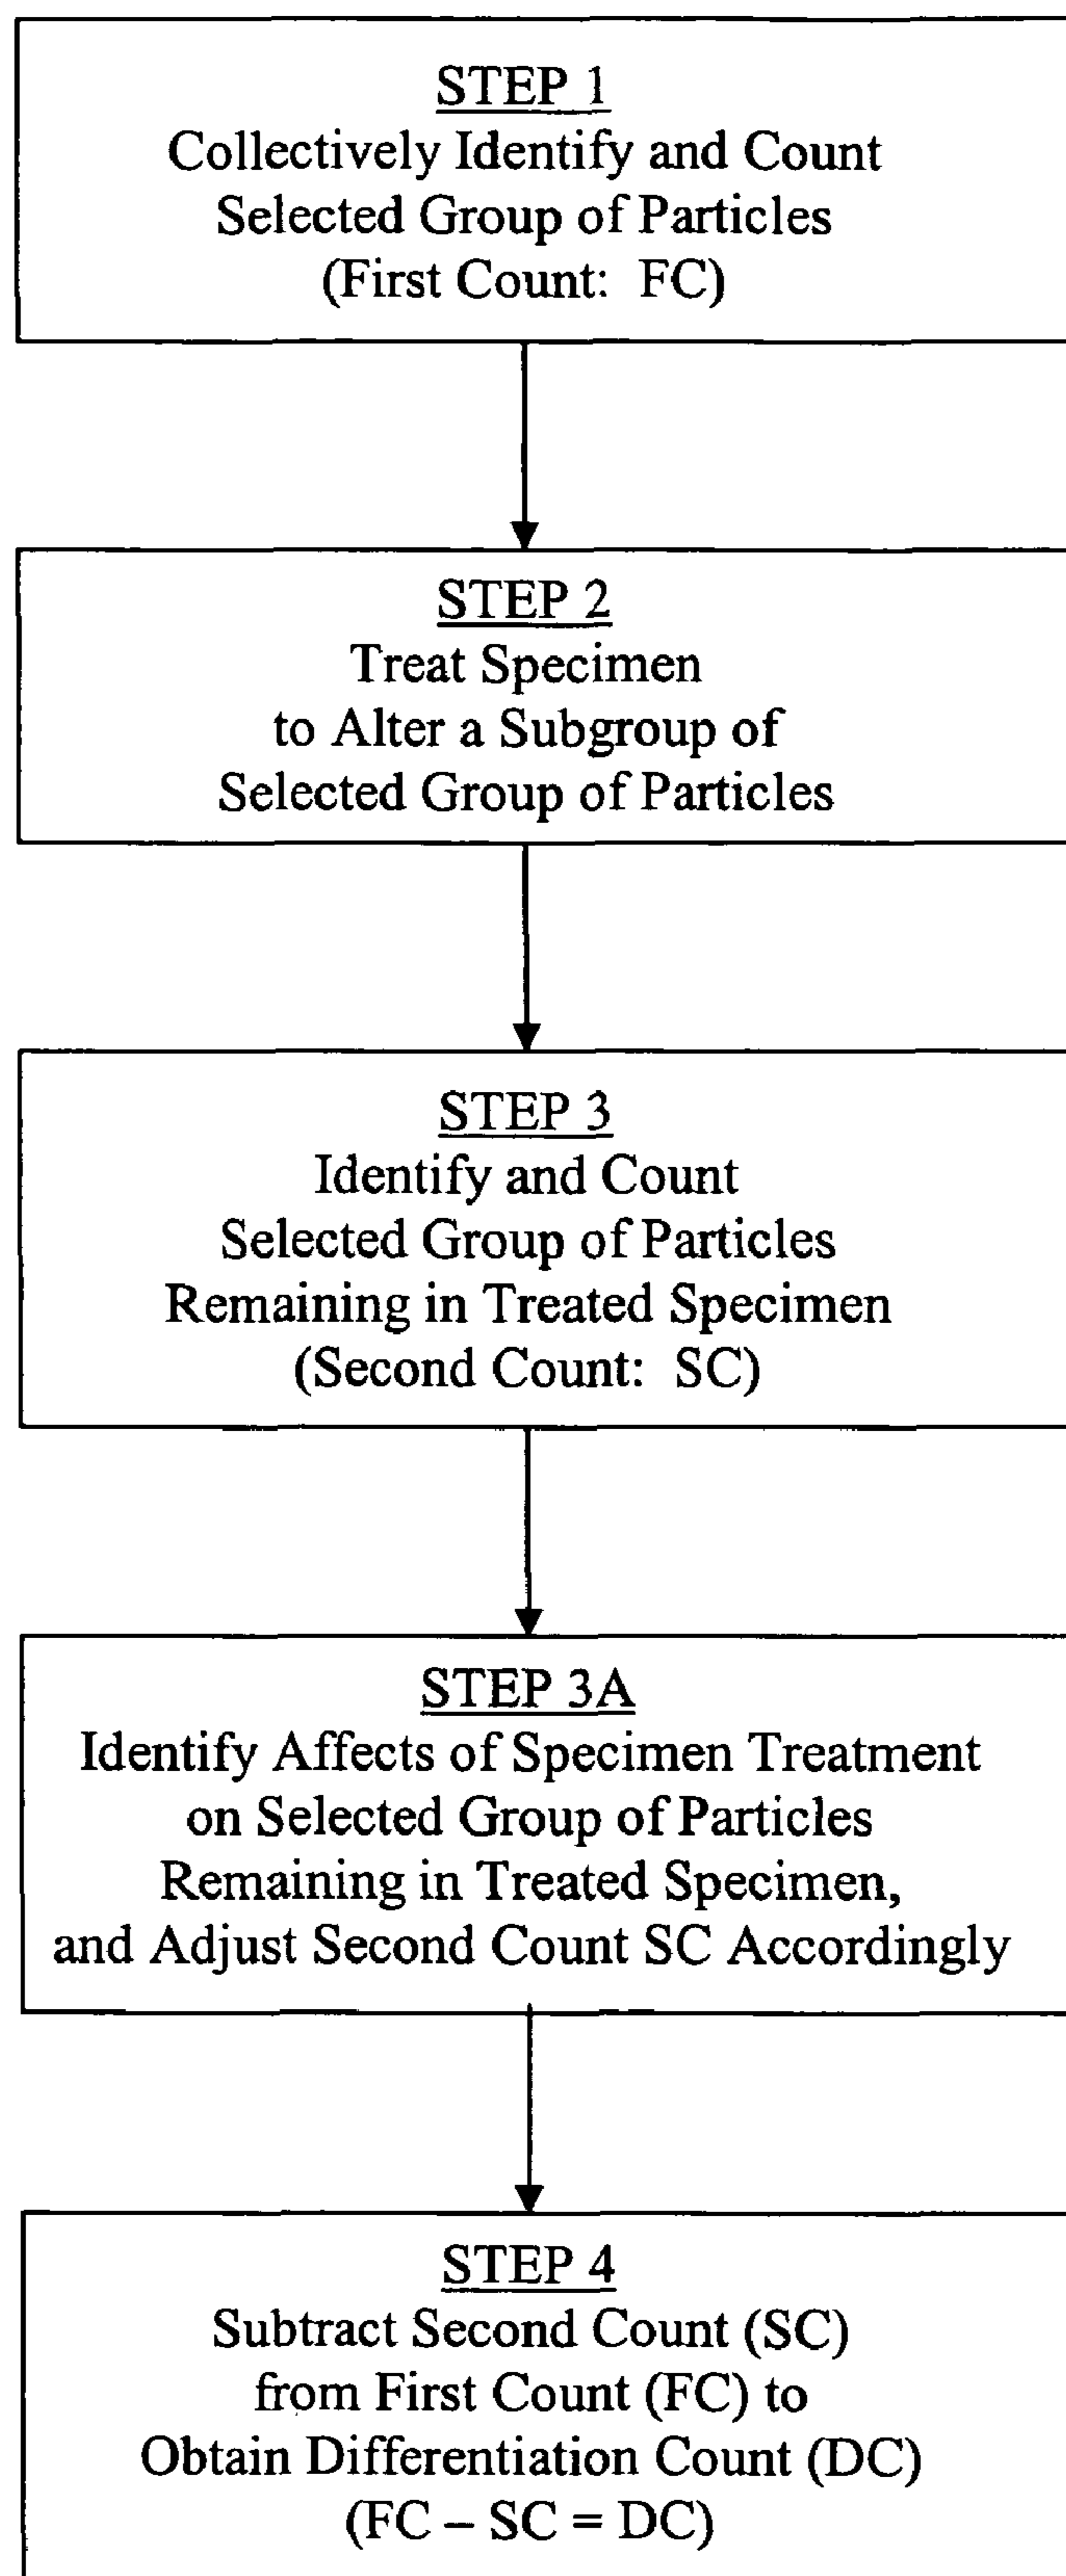 STEP 1
Collectively Identify and Count
Selected Group of Particles
(First Count: FC)
STEP 2
Treat Specimen
to Alter a Subgroup of
Selected Group of Particles
STEP 3
Identify and Count
Selected Group of Particles
Remaining in Treated Specimen
(Second Count: SC)
STEP 3A
Identify Affects of Specimen Treatment
on Selected Group of Particles
Remaining in Treated Specimen,
and Adjust Second Count SC Accordingly
STEP 4
Subtract Second Count (SC)
from First Count (FC) to
Obtain Differentiation Count (DC)
(FC – SC = DC)